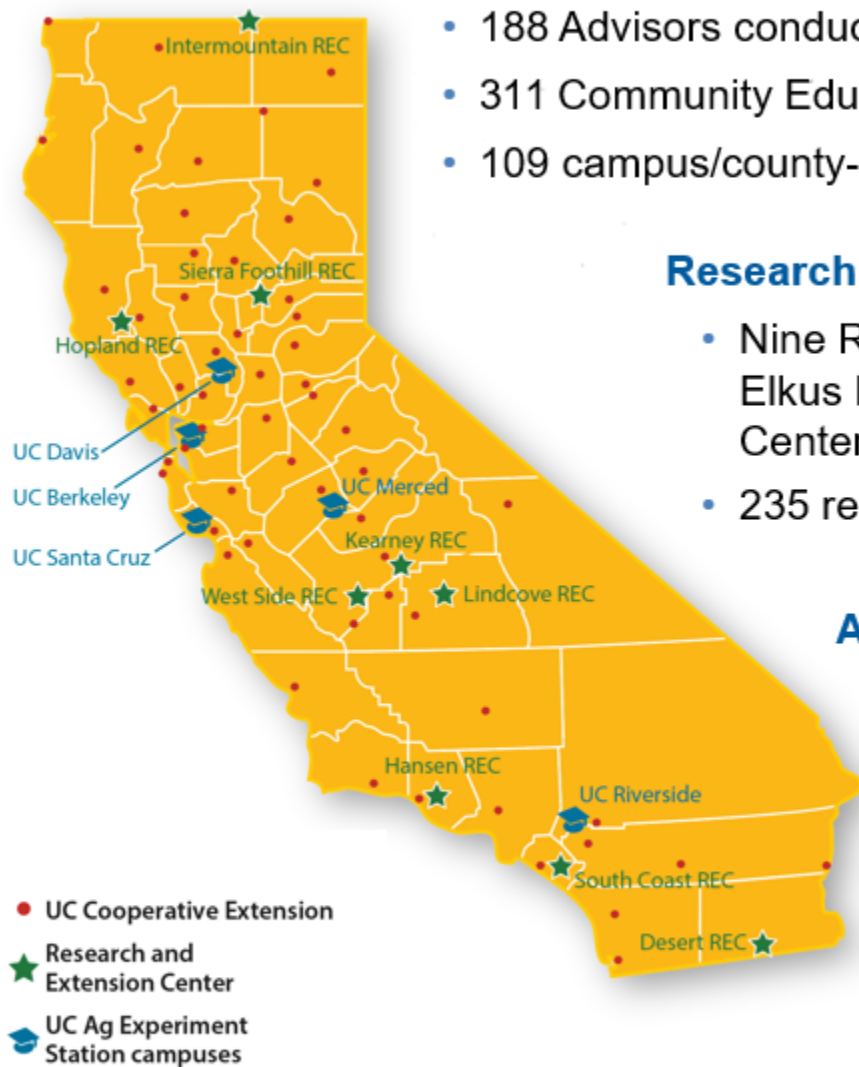 Intermountain REC
Sierra Foothill REC
Hopland REC
UC Davis
UC Berkeley
UC Santa Cruz
UC Merced
Kearney REC
West Side REC
Lindcove REC
Hansen REC
UC Riverside
South Coast REC
Desert REC
• UC Cooperative Extension
Research and
Extension Center
UC Ag Experiment
Station campuses
• 188 Advisors conduc
• 311 Community Edu
• 109 campus/county-
Research
• Nine R
Elkus
Center
• 235 re
A